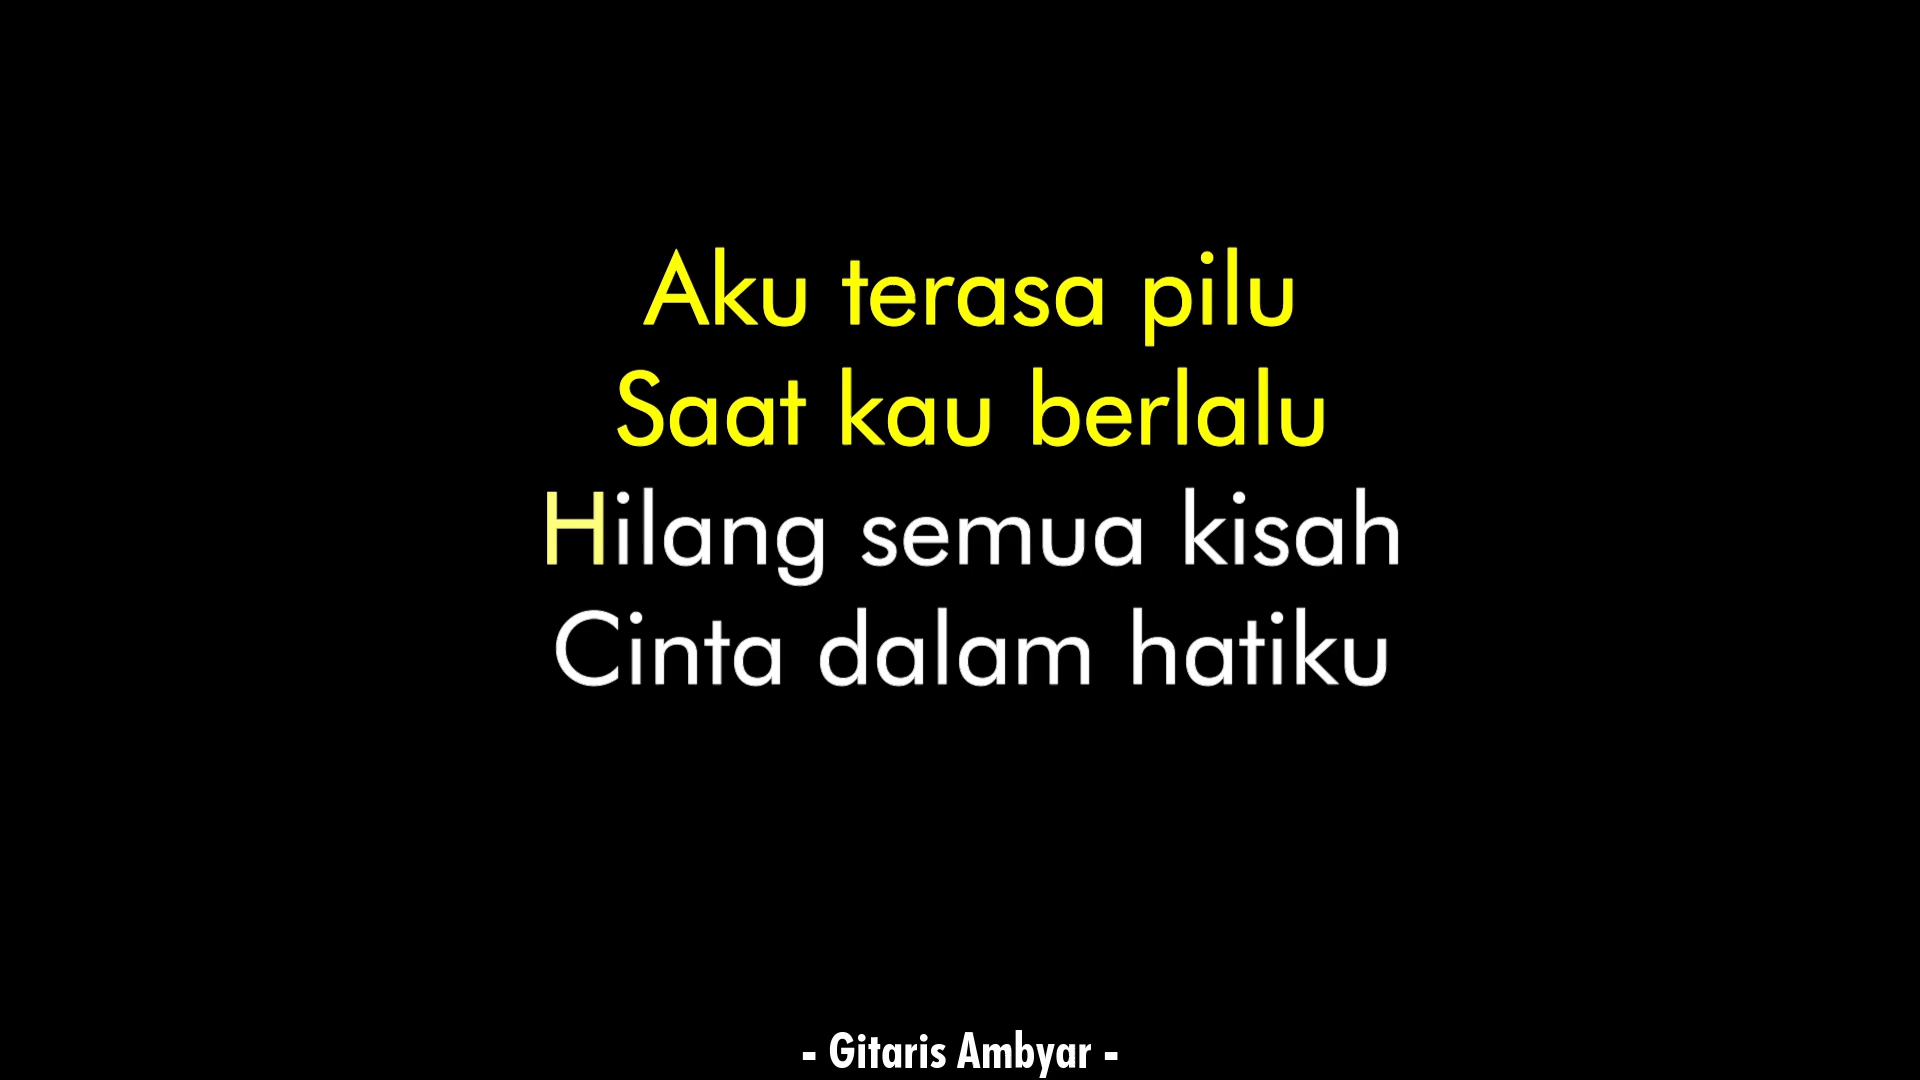 Aku terasa pilu
Saat kau berlalu
Hilang semua kisah
Cinta dalam hatiku
- Gitaris Ambyar -